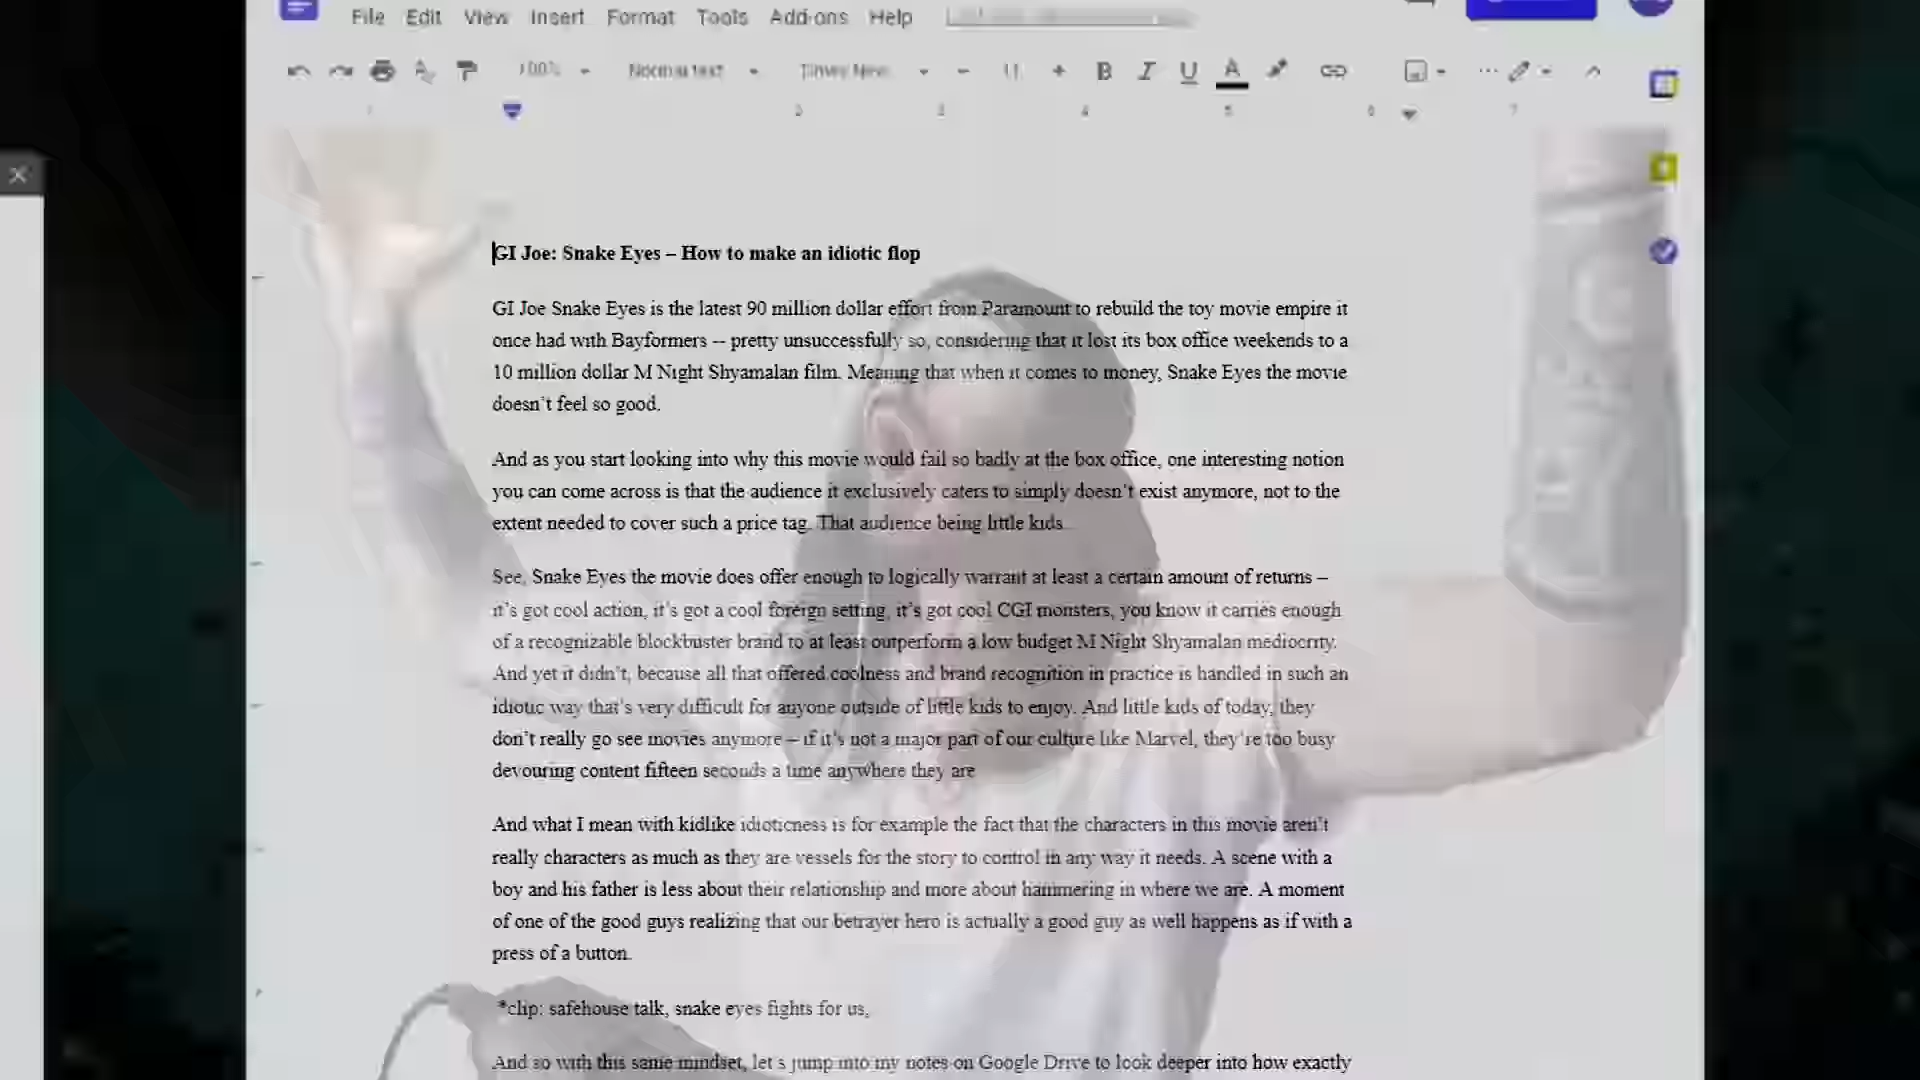 File Edit View Insert Format Tools Add-ons Help
100% Normal text Times New 11 B I U A
1 2 3 4 5 6 7
GI Joe: Snake Eyes – How to make an idiotic flop
GI Joe Snake Eyes is the latest 90 million dollar effort from Paramount to rebuild the toy movie empire it
once had with Bayformers -- pretty unsuccessfully so, considering that it lost its box office weekends to a
10 million dollar M Night Shyamalan film. Meaning that when it comes to money, Snake Eyes the movie
doesn't feel so good.
And as you start looking into why this movie would fail so badly at the box office, one interesting notion
you can come across is that the audience it exclusively caters to simply doesn't exist anymore, not to the
extent needed to cover such a price tag. That audience being little kids.
See, Snake Eyes the movie does offer enough to logically warrant at least a certain amount of returns –
it's got cool action, it's got a cool foreign setting, it's got cool CGI monsters, you know it carries enough
of a recognizable blockbuster brand to at least outperform a low budget M Night Shyamalan mediocrity.
And yet it didn't, because all that offered coolness and brand recognition in practice is handled in such an
idiotic way that's very difficult for anyone outside of little kids to enjoy. And little kids of today, they
don't really go see movies anymore – if it's not a major part of our culture like Marvel, they're too busy
devouring content fifteen seconds a time anywhere they are
And what I mean with kidlike idioticness is for example the fact that the characters in this movie aren't
really characters as much as they are vessels for the story to control in any way it needs. A scene with a
boy and his father is less about their relationship and more about hammering in where we are. A moment
of one of the good guys realizing that our betrayer hero is actually a good guy as well happens as if with a
press of a button.
*clip: safehouse talk, snake eyes fights for us,
And so with this same mindset, let's jump into my notes on Google Drive to look deeper into how exactly